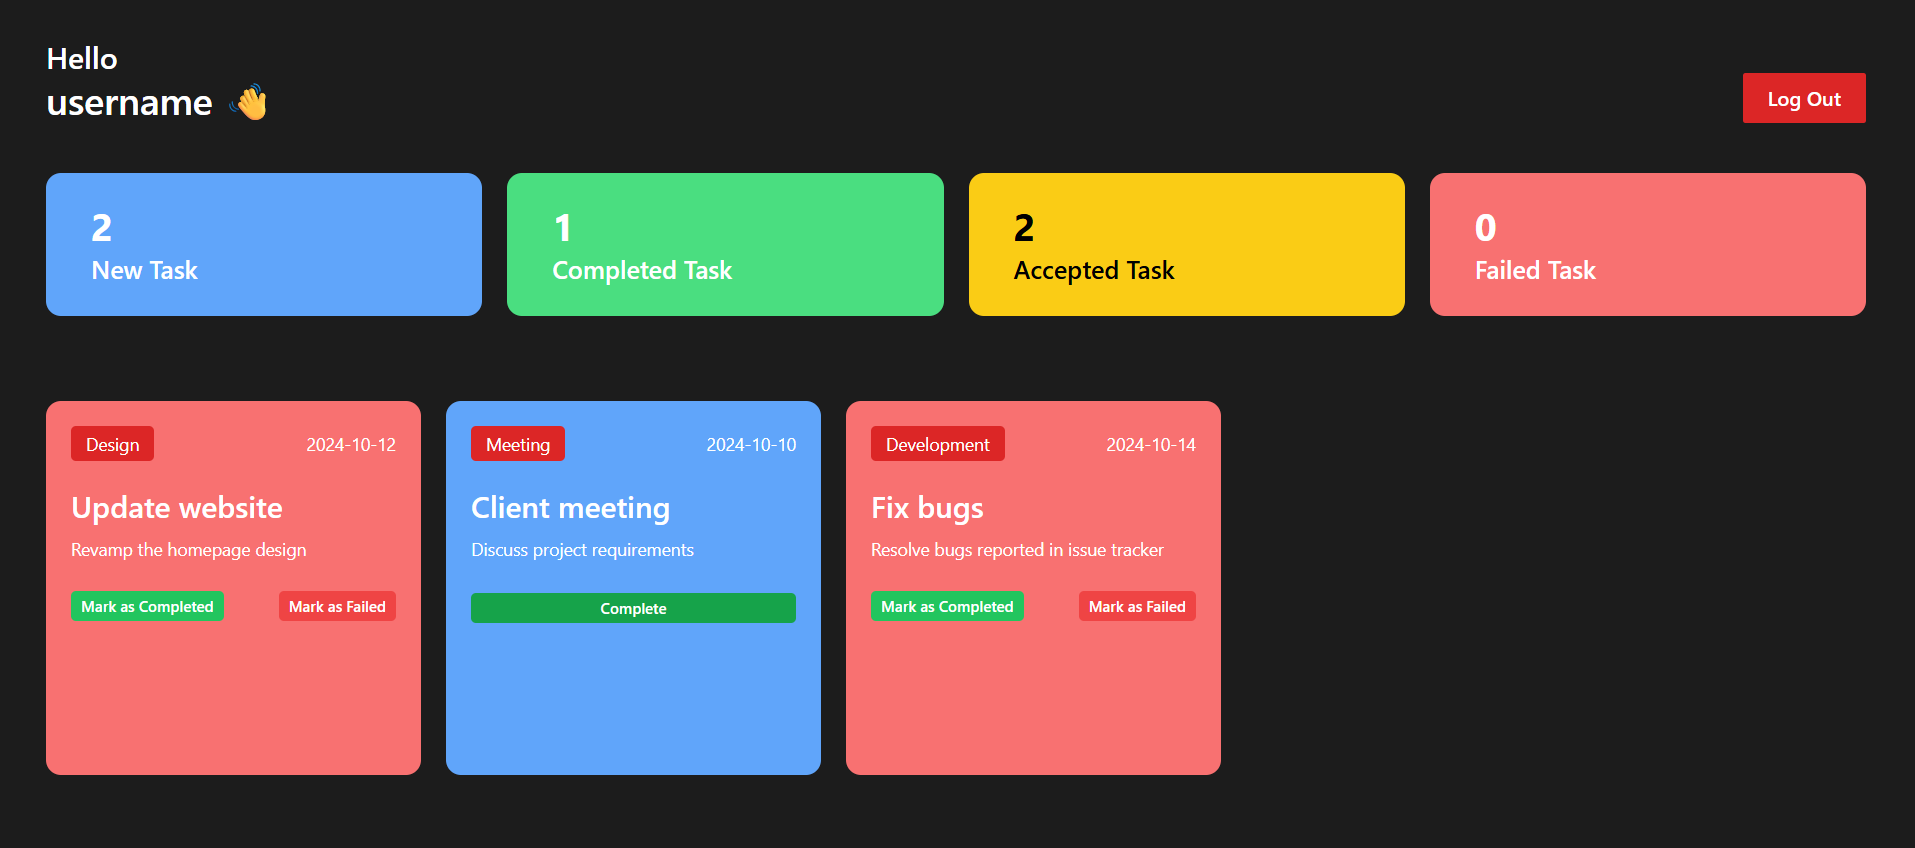 Hello
username 👋
Log Out
2
New Task
1
Completed Task
2
Accepted Task
0
Failed Task
Design 2024-10-12
Update website
Revamp the homepage design
Mark as Completed Mark as Failed
Meeting 2024-10-10
Client meeting
Discuss project requirements
Complete
Development 2024-10-14
Fix bugs
Resolve bugs reported in issue tracker
Mark as Completed Mark as Failed